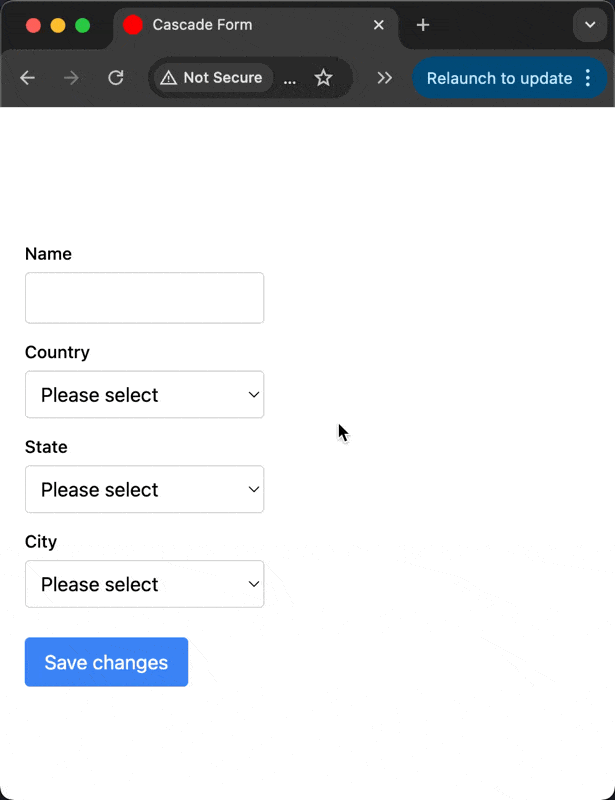 Cascade Form
Not Secure ...
Relaunch to update
Name
Country
Please select
State
Please select
City
Please select
Save changes